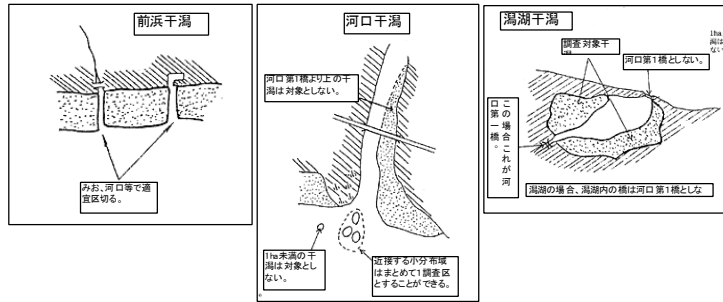 前浜干潟
みお、河口等で適
宜区切る。
河口干潟
河口第1橋より上の干
潟は対象としない。
1ha未満の干
潟は対象とし
ない。
近接する小分布域
はまとめて1調査区
とすることができる。
潟湖干潟
調査対象干
河口第1橋としない。
この場合これが河
口第一橋。
潟湖の場合、潟湖内の橋は河口第1橋としな
1ha
潟は
ない